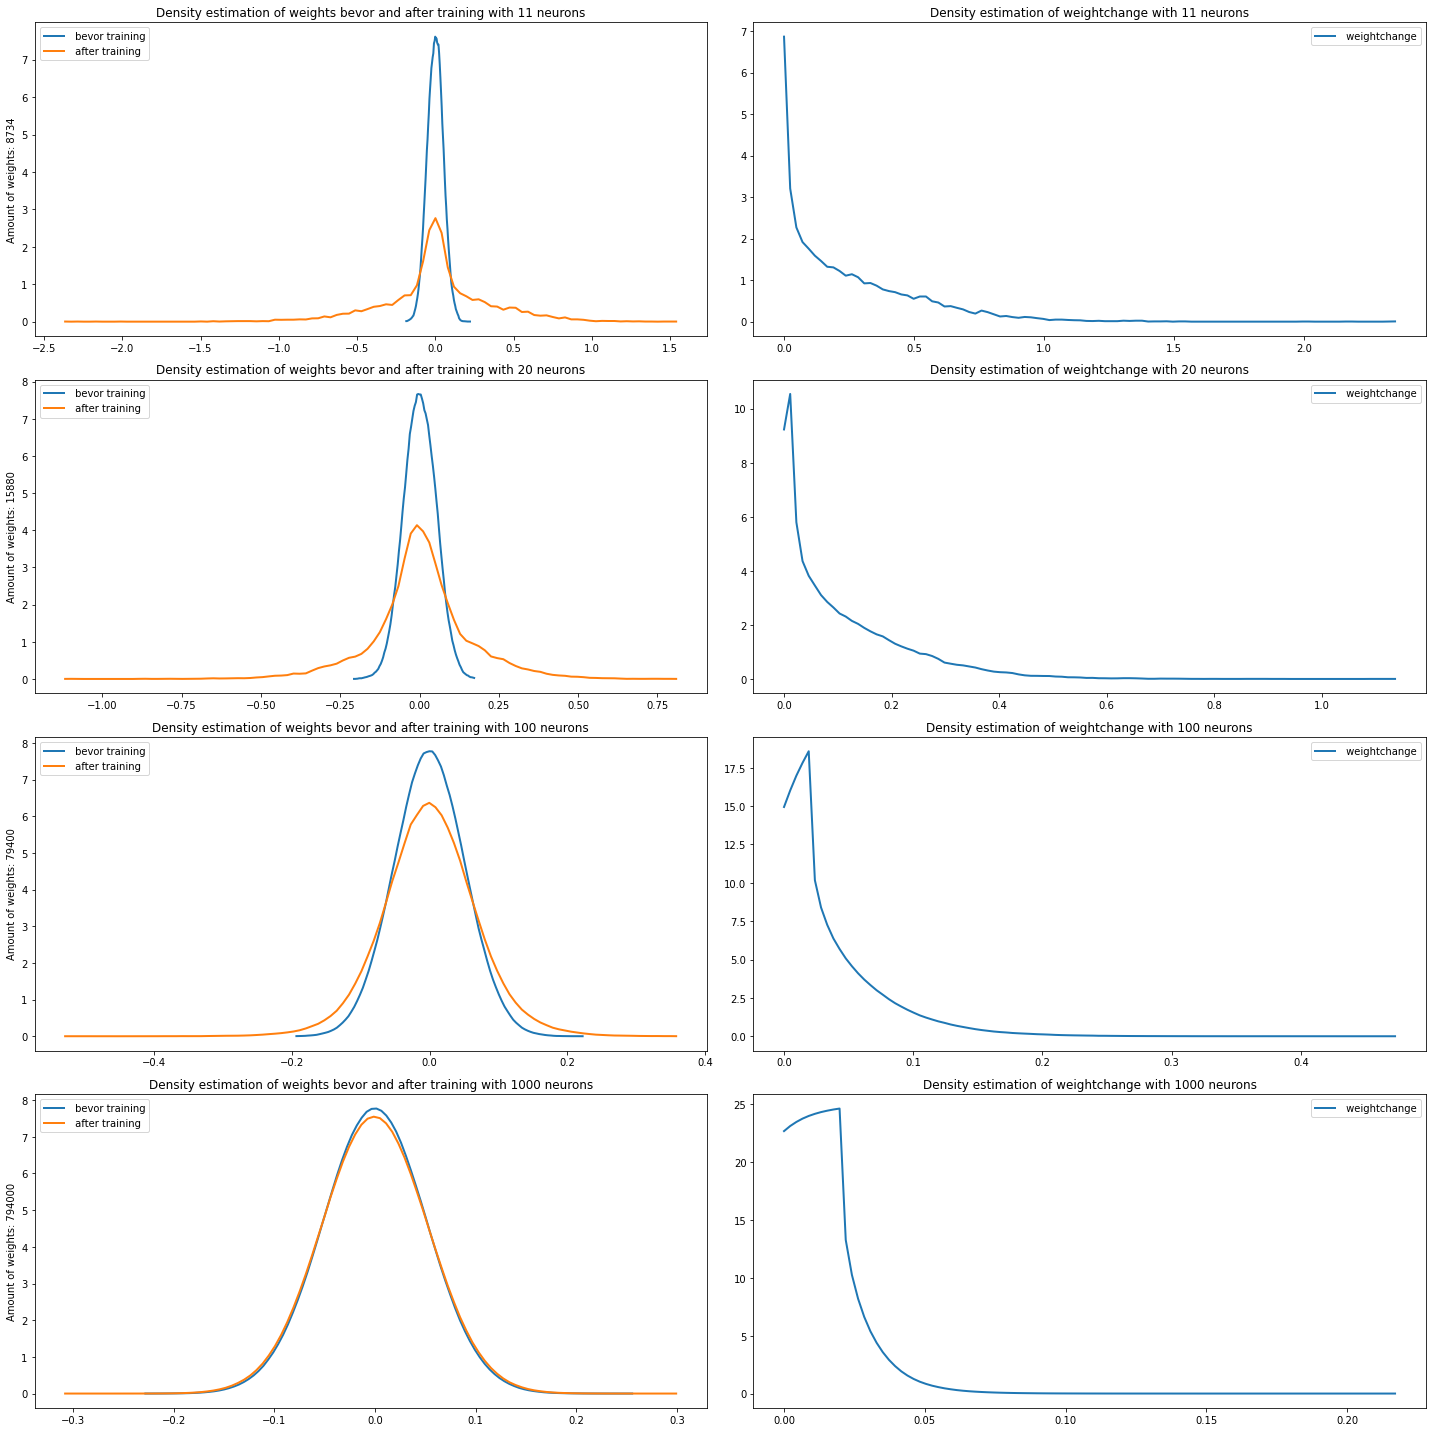 Density estimation of weights bevor and after training with 11 neurons
bevor training
after training
Amount of weights: 8734
7
6
5
4
3
2
1
0
−2.5 −2.0 −1.5 −1.0 −0.5 0.0 0.5 1.0 1.5
Density estimation of weightchange with 11 neurons
weightchange
7
6
5
4
3
2
1
0
0.0 0.5 1.0 1.5 2.0
Density estimation of weights bevor and after training with 20 neurons
bevor training
after training
Amount of weights: 15880
8
7
6
5
4
3
2
1
0
−1.00 −0.75 −0.50 −0.25 0.00 0.25 0.50 0.75
Density estimation of weightchange with 20 neurons
weightchange
10
8
6
4
2
0
0.0 0.2 0.4 0.6 0.8 1.0
Density estimation of weights bevor and after training with 100 neurons
bevor training
after training
Amount of weights: 79400
8
7
6
5
4
3
2
1
0
−0.4 −0.2 0.0 0.2 0.4
Density estimation of weightchange with 100 neurons
weightchange
17.5
15.0
12.5
10.0
7.5
5.0
2.5
0.0
0.0 0.1 0.2 0.3 0.4
Density estimation of weights bevor and after training with 1000 neurons
bevor training
after training
Amount of weights: 794000
8
7
6
5
4
3
2
1
0
−0.3 −0.2 −0.1 0.0 0.1 0.2 0.3
Density estimation of weightchange with 1000 neurons
weightchange
25
20
15
10
5
0
0.00 0.05 0.10 0.15 0.20